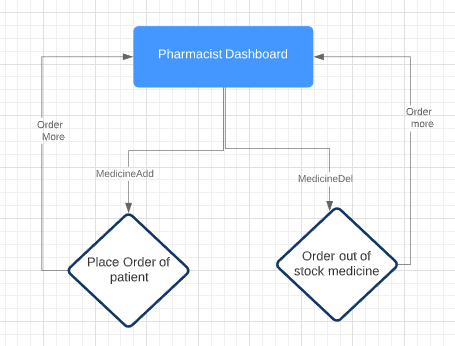 Pharmacist Dashboard
Order
More
Order
more
MedicineAdd
MedicineDel
Place Order of
patient
Order out of
stock medicine